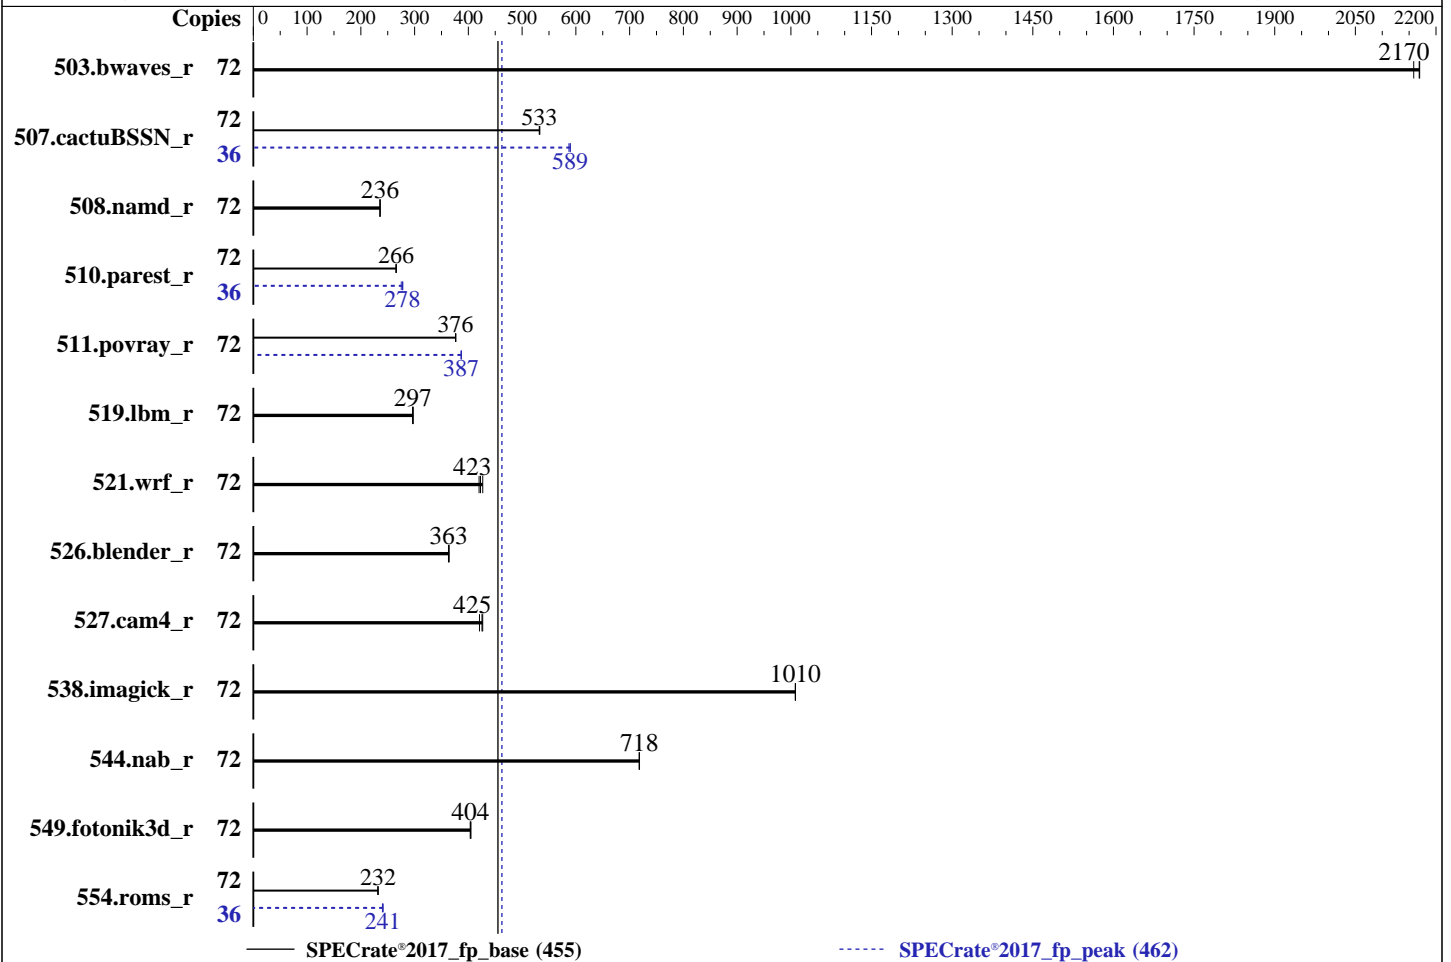 Copies 0 100 200 300 400 500 600 700 800 900 1000 1150 1300 1450 1600 1750 1900 2050 2200
503.bwaves_r 72 2170
507.cactuBSSN_r 72 533
36 589
508.namd_r 72 236
510.parest_r 72 266
36 278
511.povray_r 72 376
387
519.lbm_r 72 297
521.wrf_r 72 423
526.blender_r 72 363
527.cam4_r 72 425
538.imagick_r 72 1010
544.nab_r 72 718
549.fotonik3d_r 72 404
554.roms_r 72 232
36 241
SPECrate®2017_fp_base (455) SPECrate®2017_fp_peak (462)